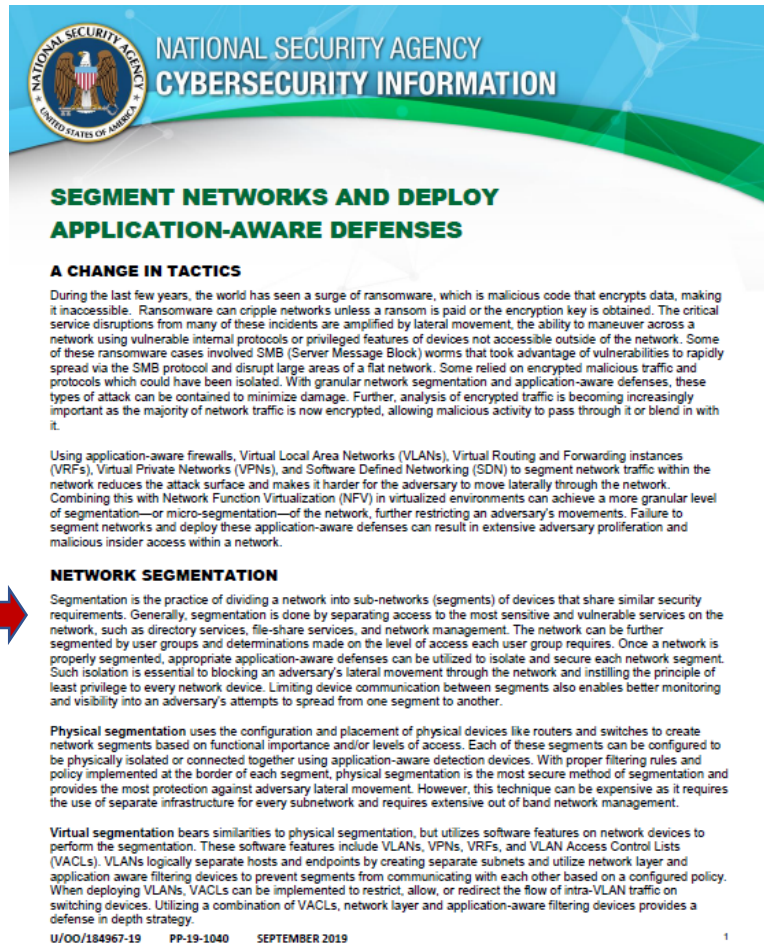 NATIONAL SECURITY AGENCY
UNITED STATES OF AMERICA
NATIONAL SECURITY AGENCY
CYBERSECURITY INFORMATION
SEGMENT NETWORKS AND DEPLOY
APPLICATION-AWARE DEFENSES
A CHANGE IN TACTICS
During the last few years, the world has seen a surge of ransomware, which is malicious code that encrypts data, making
it inaccessible. Ransomware can cripple networks unless a ransom is paid or the encryption key is obtained. The critical
service disruptions from many of these incidents are amplified by lateral movement, the ability to maneuver across a
network using vulnerable internal protocols or privileged features of devices not accessible outside of the network. Some
of these ransomware cases involved SMB (Server Message Block) worms that took advantage of vulnerabilities to rapidly
spread via the SMB protocol and disrupt large areas of a flat network. Some relied on encrypted malicious traffic and
protocols which could have been isolated. With granular network segmentation and application-aware defenses, these
types of attack can be contained to minimize damage. Further, analysis of encrypted traffic is becoming increasingly
important as the majority of network traffic is now encrypted, allowing malicious activity to pass through it or blend in with
it.
Using application-aware firewalls, Virtual Local Area Networks (VLANs), Virtual Routing and Forwarding instances
(VRFs), Virtual Private Networks (VPNs), and Software Defined Networking (SDN) to segment network traffic within the
network reduces the attack surface and makes it harder for the adversary to move laterally through the network.
Combining this with Network Function Virtualization (NFV) in virtualized environments can achieve a more granular level
of segmentation—or micro-segmentation—of the network, further restricting an adversary's movements. Failure to
segment networks and deploy these application-aware defenses can result in extensive adversary proliferation and
malicious insider access within a network.
NETWORK SEGMENTATION
Segmentation is the practice of dividing a network into sub-networks (segments) of devices that share similar security
requirements. Generally, segmentation is done by separating access to the most sensitive and vulnerable services on the
network, such as directory services, file-share services, and network management. The network can be further
segmented by user groups and determinations made on the level of access each user group requires. Once a network is
properly segmented, appropriate application-aware defenses can be utilized to isolate and secure each network segment.
Such isolation is essential to blocking an adversary's lateral movement through the network and instilling the principle of
least privilege to every network device. Limiting device communication between segments also enables better monitoring
and visibility into an adversary's attempts to spread from one segment to another.
Physical segmentation uses the configuration and placement of physical devices like routers and switches to create
network segments based on functional importance and/or levels of access. Each of these segments can be configured to
be physically isolated or connected together using application-aware detection devices. With proper filtering rules and
policy implemented at the border of each segment, physical segmentation is the most secure method of segmentation and
provides the most protection against adversary lateral movement. However, this technique can be expensive as it requires
the use of separate infrastructure for every subnetwork and requires extensive out of band network management.
Virtual segmentation bears similarities to physical segmentation, but utilizes software features on network devices to
perform the segmentation. These software features include VLANs, VPNs, VRFs, and VLAN Access Control Lists
(VACLs). VLANs logically separate hosts and endpoints by creating separate subnets and utilize network layer and
application aware filtering devices to prevent segments from communicating with each other based on a configured policy.
When deploying VLANs, VACLs can be implemented to restrict, allow, or redirect the flow of intra-VLAN traffic on
switching devices. Utilizing a combination of VACLs, network layer and application-aware filtering devices provides a
defense in depth strategy.
U/OO/184967-19 PP-19-1040 SEPTEMBER 2019 1